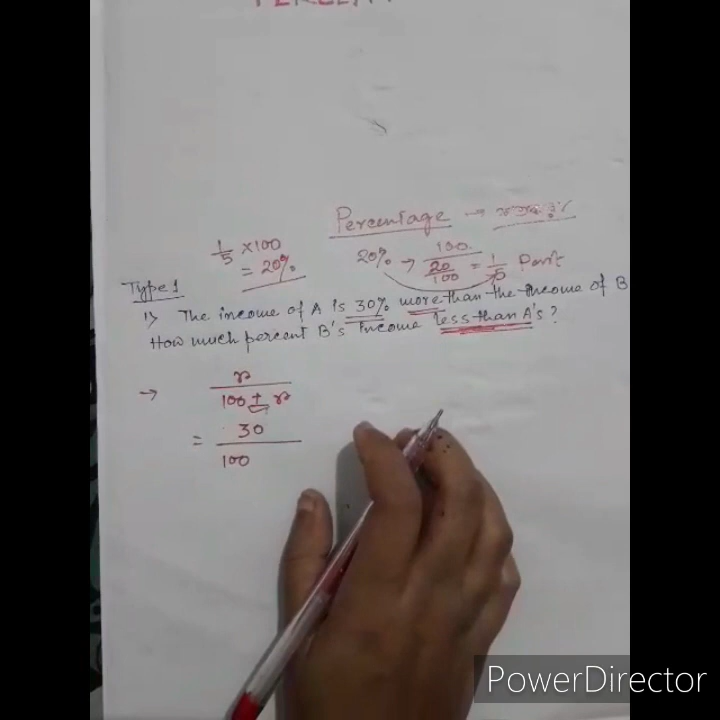 Percentage →
1/5 × 100
= 20%
20% → 100
20/100 = 1/5 Part
Type 1
1) The income of A is 30% more than the income of B
How much percent B's income less than A's?
→ r / 100 + r
= 30 / 100
PowerDirector